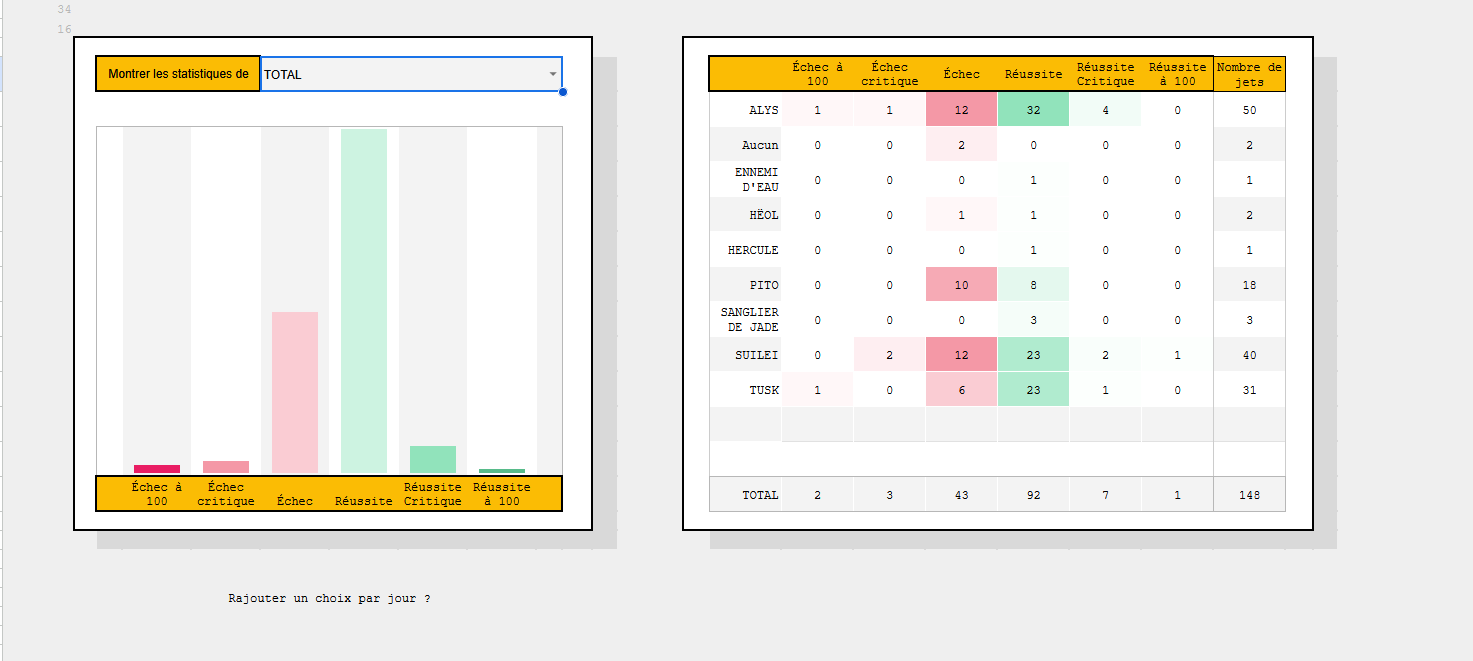 34
16
Montrer les statistiques de TOTAL
Échec à 100 Échec critique Échec Réussite Réussite Critique Réussite à 100
Échec à 100 Échec critique Échec Réussite Réussite Critique Réussite à 100 Nombre de jets
ALYS 1 1 12 32 4 0 50
Aucun 0 0 2 0 0 0 2
ENNEMI D'EAU 0 0 0 1 0 0 1
HËOL 0 0 1 1 0 0 2
HERCULE 0 0 0 1 0 0 1
PITO 0 0 10 8 0 0 18
SANGLIER DE JADE 0 0 0 3 0 0 3
SUILEI 0 2 12 23 2 1 40
TUSK 1 0 6 23 1 0 31
TOTAL 2 3 43 92 7 1 148
Rajouter un choix par jour ?